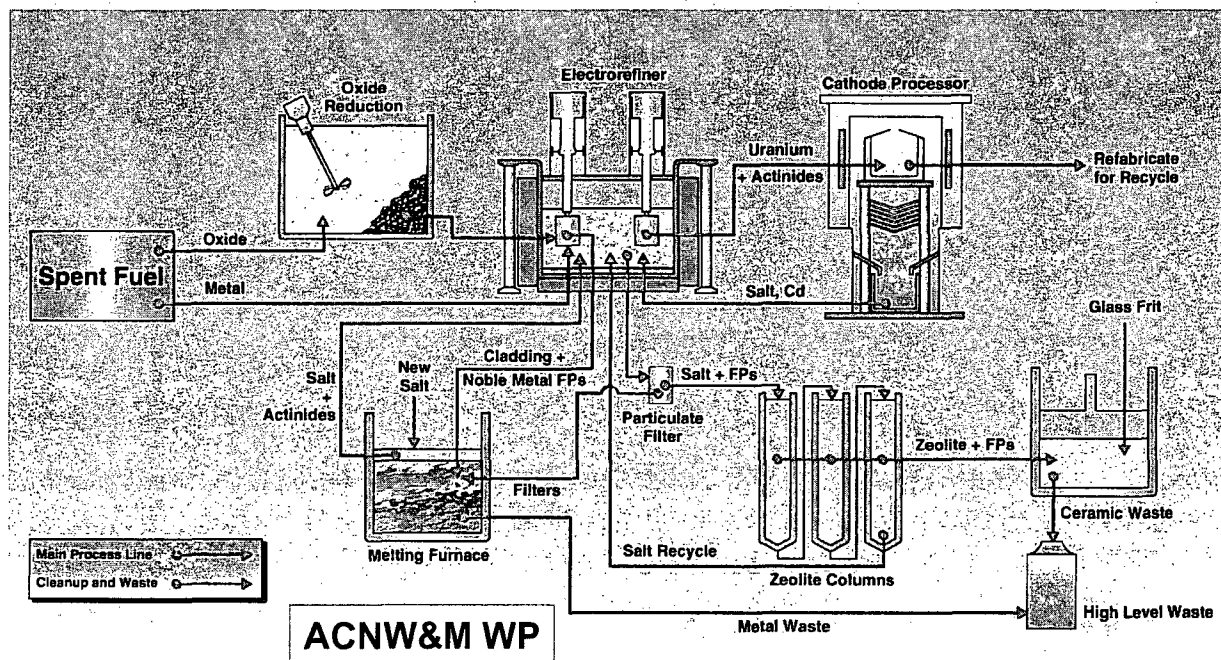 Electrorefiner
Cathode Processor
Oxide
Reduction
Uranium
+ Actinides
Refabricate
for Recycle
Oxide
Spent Fuel
Metal
Salt, Cd
Glass Frit
Cladding +
Noble Metal FPs
New
Salt
Salt
+
Actinides
Salt + FPs
Particulate
Filter
Zeolite + FPs
Filters
Ceramic Waste
Melting Furnace
Salt Recycle
Zeolite Columns
Main Process Line
Cleanup and Waste
High Level Waste
Metal Waste
ACNW&M WP